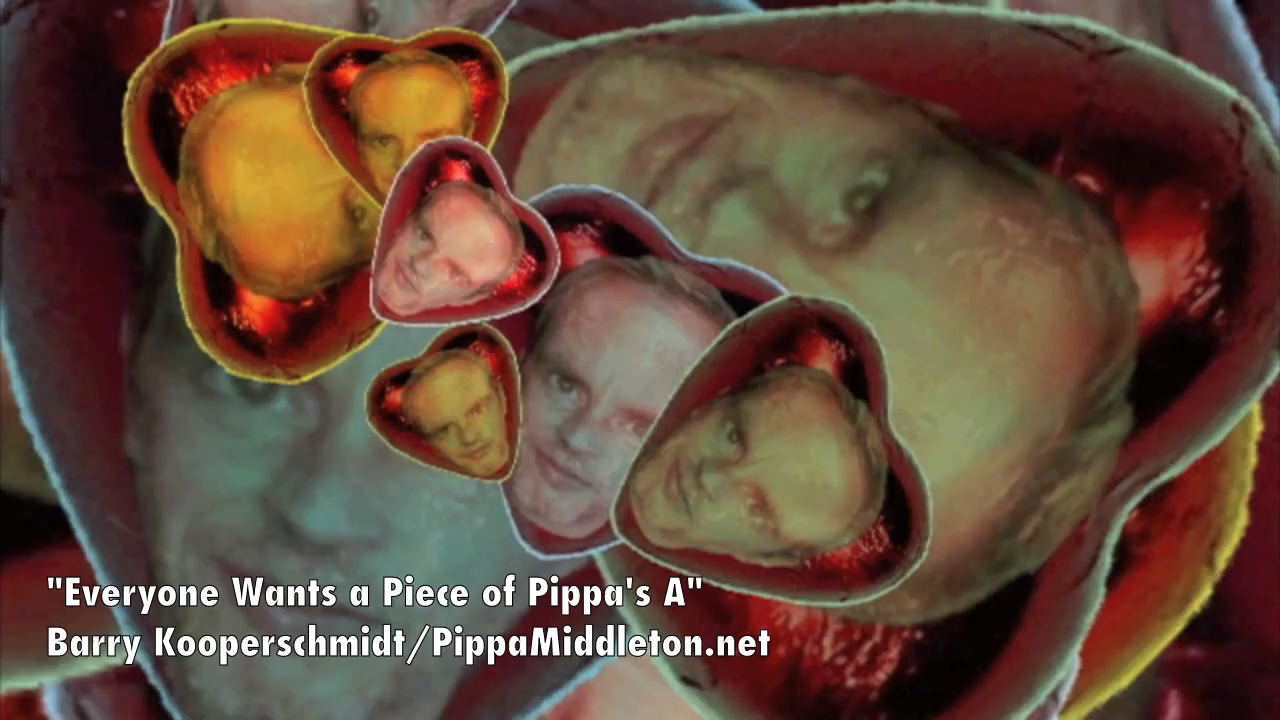 "Everyone Wants a Piece of Pippa's A"
Barry Kooperschmidt/PippaMiddleton.net